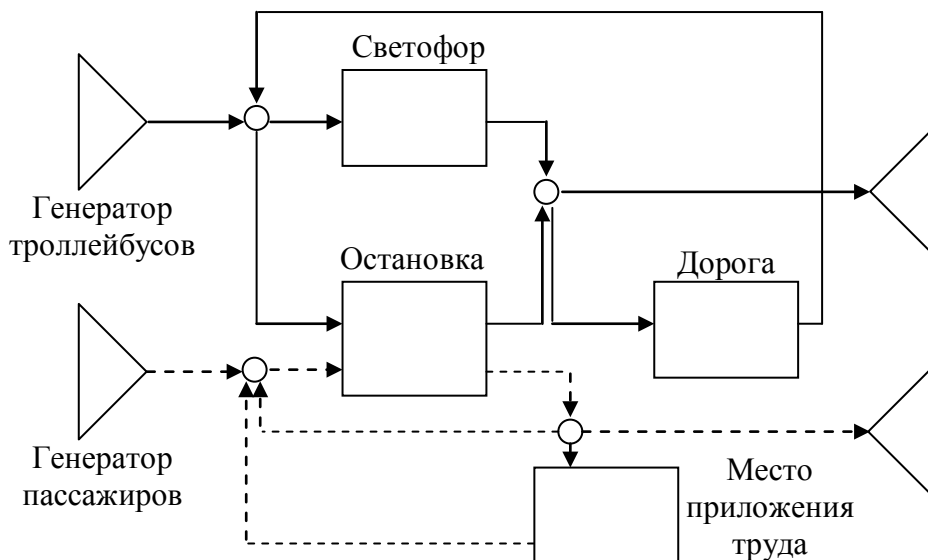 Светофор
Генератор
троллейбусов
Остановка
Дорога
Генератор
пассажиров
Место
приложения
труда